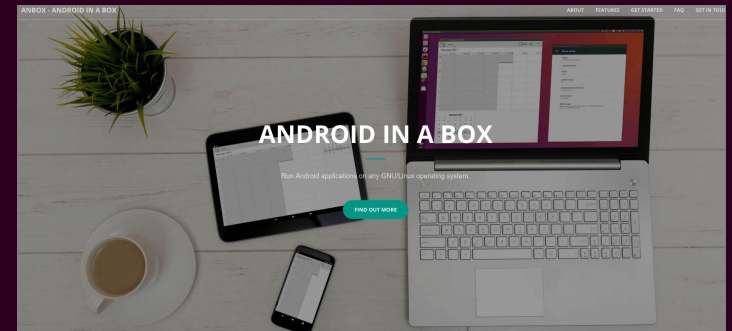 ANBOX - ANDROID IN A BOX
ABOUT FEATURES GET STARTED FAQ GET IN TOU
ANDROID IN A BOX
Run Android applications on any GNU/Linux operating system.
FIND OUT MORE